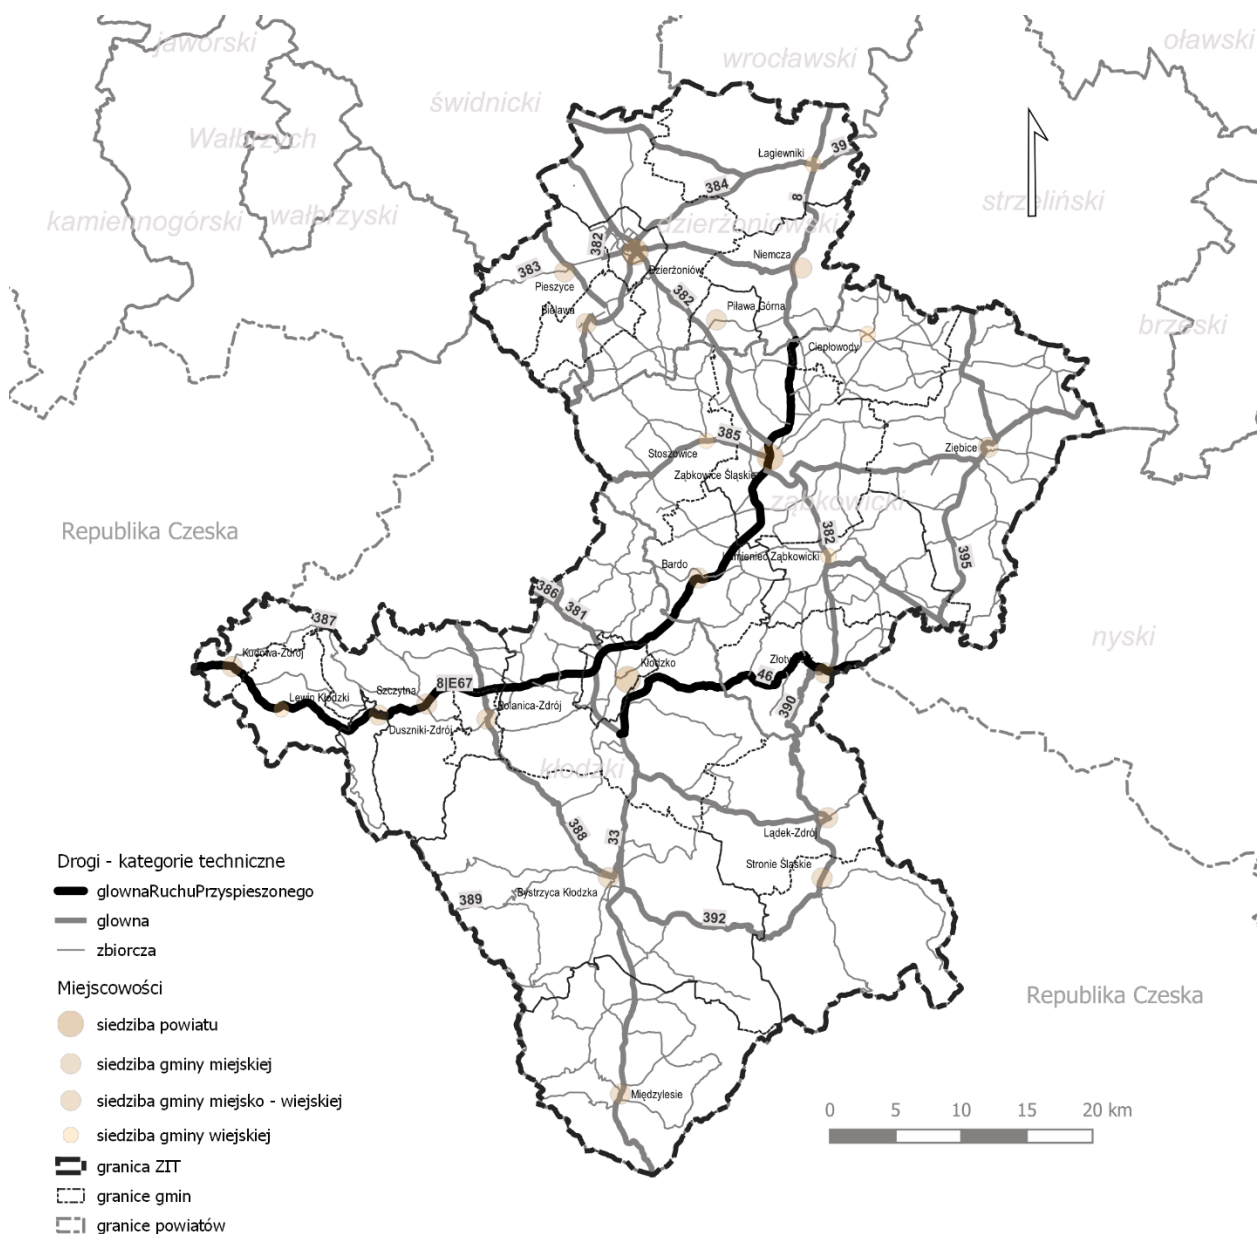 jaworski
wrocławski
oławski
świdnicki
Wałbrzych
Łagiewniki
39
384
8
strzeliński
kamiennogórski
wałbrzyski
dzierżoniowski
382
Niemcza
383
Dzierżoniów
Pieszyce
382
Piława Górna
Bielawa
brzeski
Ciepłowody
385
Stoszowice
Ziębice
Ząbkowice Śląskie
ząbkowicki
Republika Czeska
382
395
Kamieniec Ząbkowicki
Bardo
386
381
387
nyski
Kudowa-Zdrój
Kłodzko
Złoty
46
8|E67
Szczytna
Lewin Kłodzki
Polanica-Zdrój
390
Duszniki-Zdrój
kłodzki
388
33
Lądek-Zdrój
Stronie Śląskie
Bystrzyca Kłodzka
389
392
Republika Czeska
Międzylesie
Drogi - kategorie techniczne
glownaRuchuPrzyspieszonego
glowna
zbiorcza
Miejscowości
siedziba powiatu
siedziba gminy miejskiej
siedziba gminy miejsko - wiejskiej
siedziba gminy wiejskiej
granica ZIT
granice gmin
granice powiatów
0 5 10 15 20 km